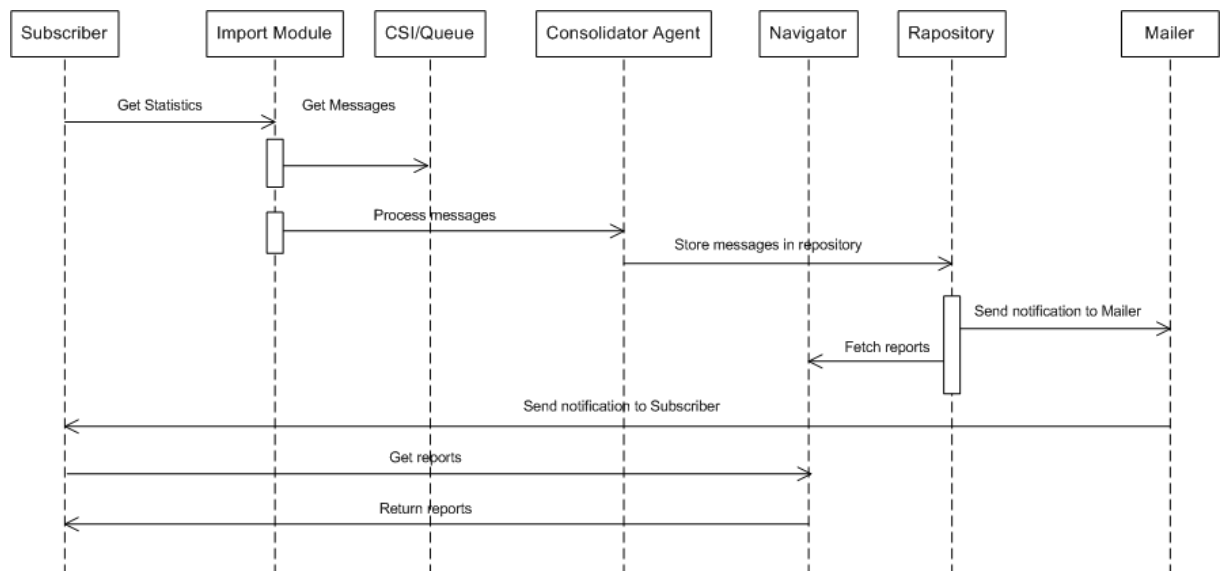 Subscriber
Import Module
CSI/Queue
Consolidator Agent
Navigator
Rapository
Mailer
Get Statistics
Get Messages
Process messages
Store messages in repository
Send notification to Mailer
Fetch reports
Send notification to Subscriber
Get reports
Return reports